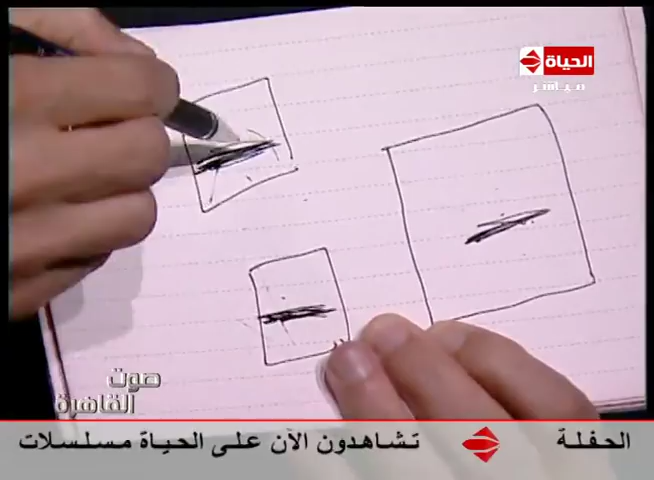 الحياة
مباشر
صوت
القاهرة
الحفلة
تشاهدون الآن على الحياة مسلسلات